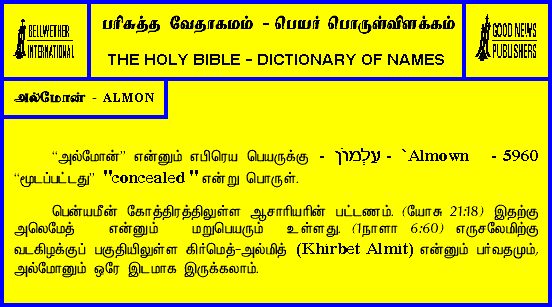 BELLWETHER
INTERNATIONAL
பரிசுத்த வேதாகமம் - பெயர் பொருள்விளக்கம்
THE HOLY BIBLE - DICTIONARY OF NAMES
GOOD NEWS
PUBLISHERS
அல்மோன் - ALMON
“அல்மோன்” என்னும் எபிரெய பெயருக்கு - עַלְמוֹן - `Almown - 5960
“மூடப்பட்டது” "concealed" என்று பொருள்.
பென்யமீன் கோத்திரத்திலுள்ள ஆசாரியரின் பட்டணம். (யோசு 21:18) இதற்கு
அலெமேத் என்னும் மறுபெயரும் உள்ளது. (1நாளா 6:60) எருசலேமிற்கு
வடகிழக்குப் பகுதியிலுள்ள கிர்மெத்-அல்மித் (Khirbet Almit) என்னும் பர்வதமும்,
அல்மோனும் ஒரே இடமாக இருக்கலாம்.